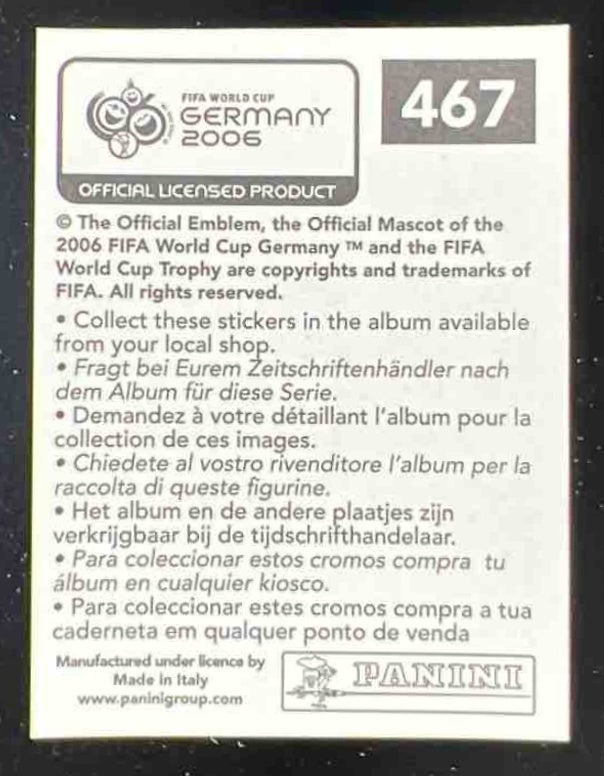 FIFA WORLD CUP
GERMANY
2006
467
OFFICIAL LICENSED PRODUCT
© The Official Emblem, the Official Mascot of the
2006 FIFA World Cup Germany ™ and the FIFA
World Cup Trophy are copyrights and trademarks of
FIFA. All rights reserved.
• Collect these stickers in the album available
from your local shop.
• Fragt bei Eurem Zeitschriftenhändler nach
dem Album für diese Serie.
• Demandez à votre détaillant l'album pour la
collection de ces images.
• Chiedete al vostro rivenditore l'album per la
raccolta di queste figurine.
• Het album en de andere plaatjes zijn
verkrijgbaar bij de tijdschrifthandelaar.
• Para coleccionar estos cromos compra tu
álbum en cualquier kiosco.
• Para coleccionar estes cromos compra a tua
caderneta em qualquer ponto de venda
Manufactured under licence by
Made in Italy
www.paninigroup.com
PANINI